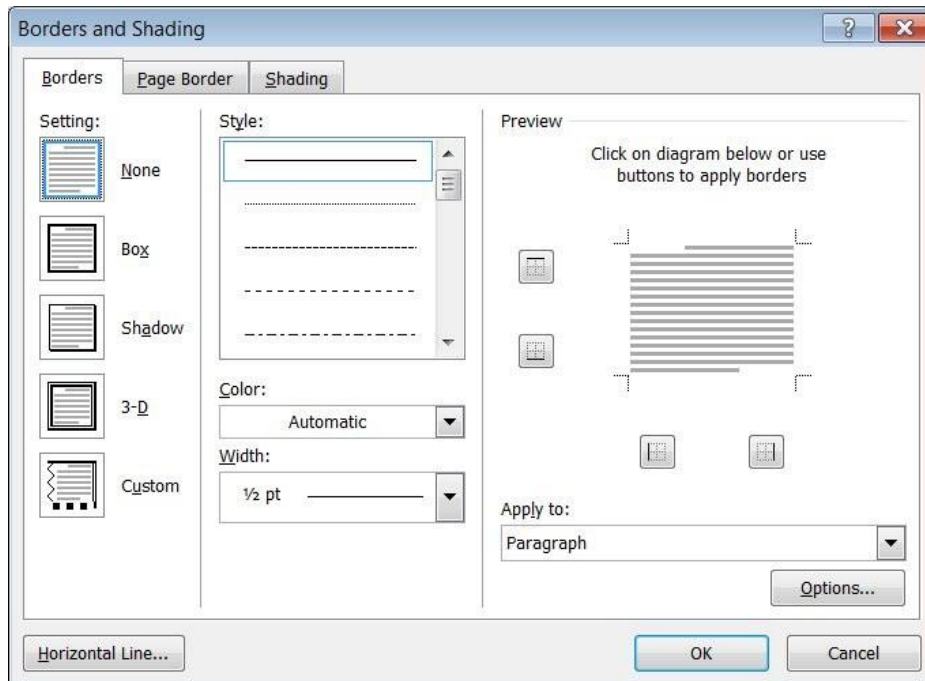 Borders and Shading
Borders
Page Border
Shading
Setting:
None
Box
Shadow
3-D
Custom
Style:
Color:
Automatic
Width:
½ pt
Preview
Click on diagram below or use
buttons to apply borders
Apply to:
Paragraph
Options...
Horizontal Line...
OK
Cancel